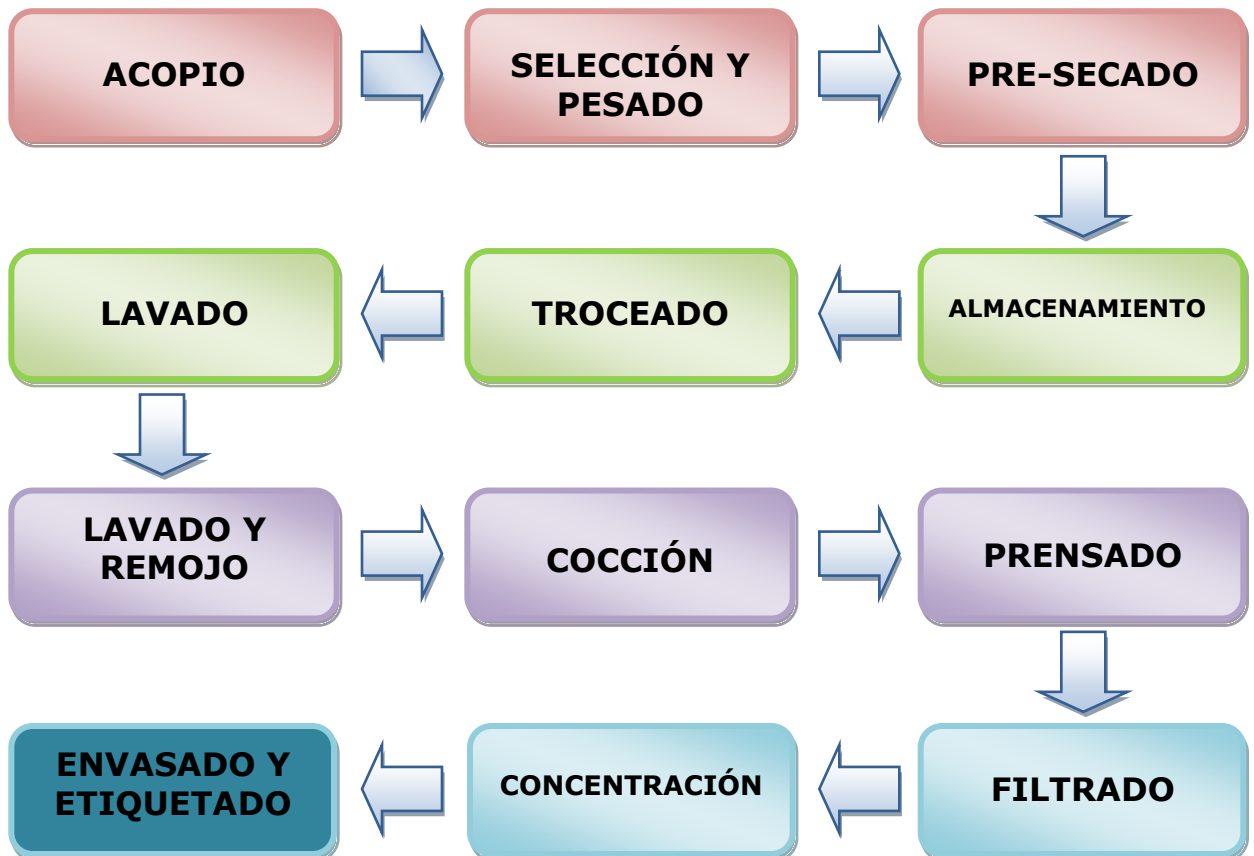 ACOPIO
SELECCIÓN Y
PESADO
PRE-SECADO
ALMACENAMIENTO
TROCEADO
LAVADO
LAVADO Y
REMOJO
COCCIÓN
PRENSADO
FILTRADO
CONCENTRACIÓN
ENVASADO Y
ETIQUETADO